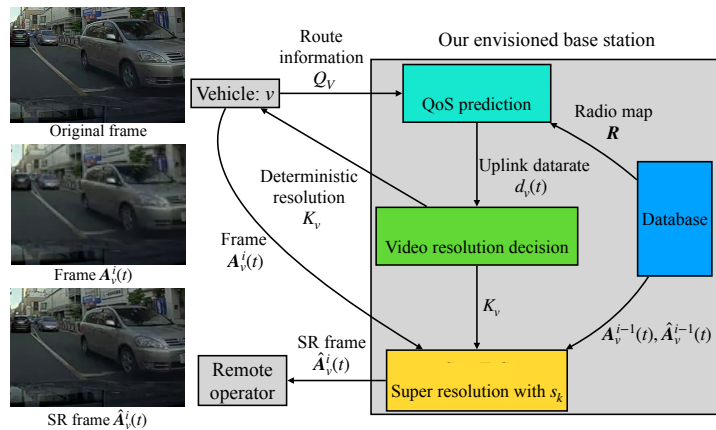 Original frame
Frame A_v^i(t)
SR frame Â_v^i(t)
Our envisioned base station
Route
information
Q_V
Vehicle: v
QoS prediction
Radio map
R
Uplink datarate
d_v(t)
Deterministic
resolution
K_v
Database
Video resolution decision
Frame
A_v^i(t)
K_v
A_v^{i−1}(t), Â_v^{i−1}(t)
SR frame
Â_v^i(t)
Remote
operator
Super resolution with s_k